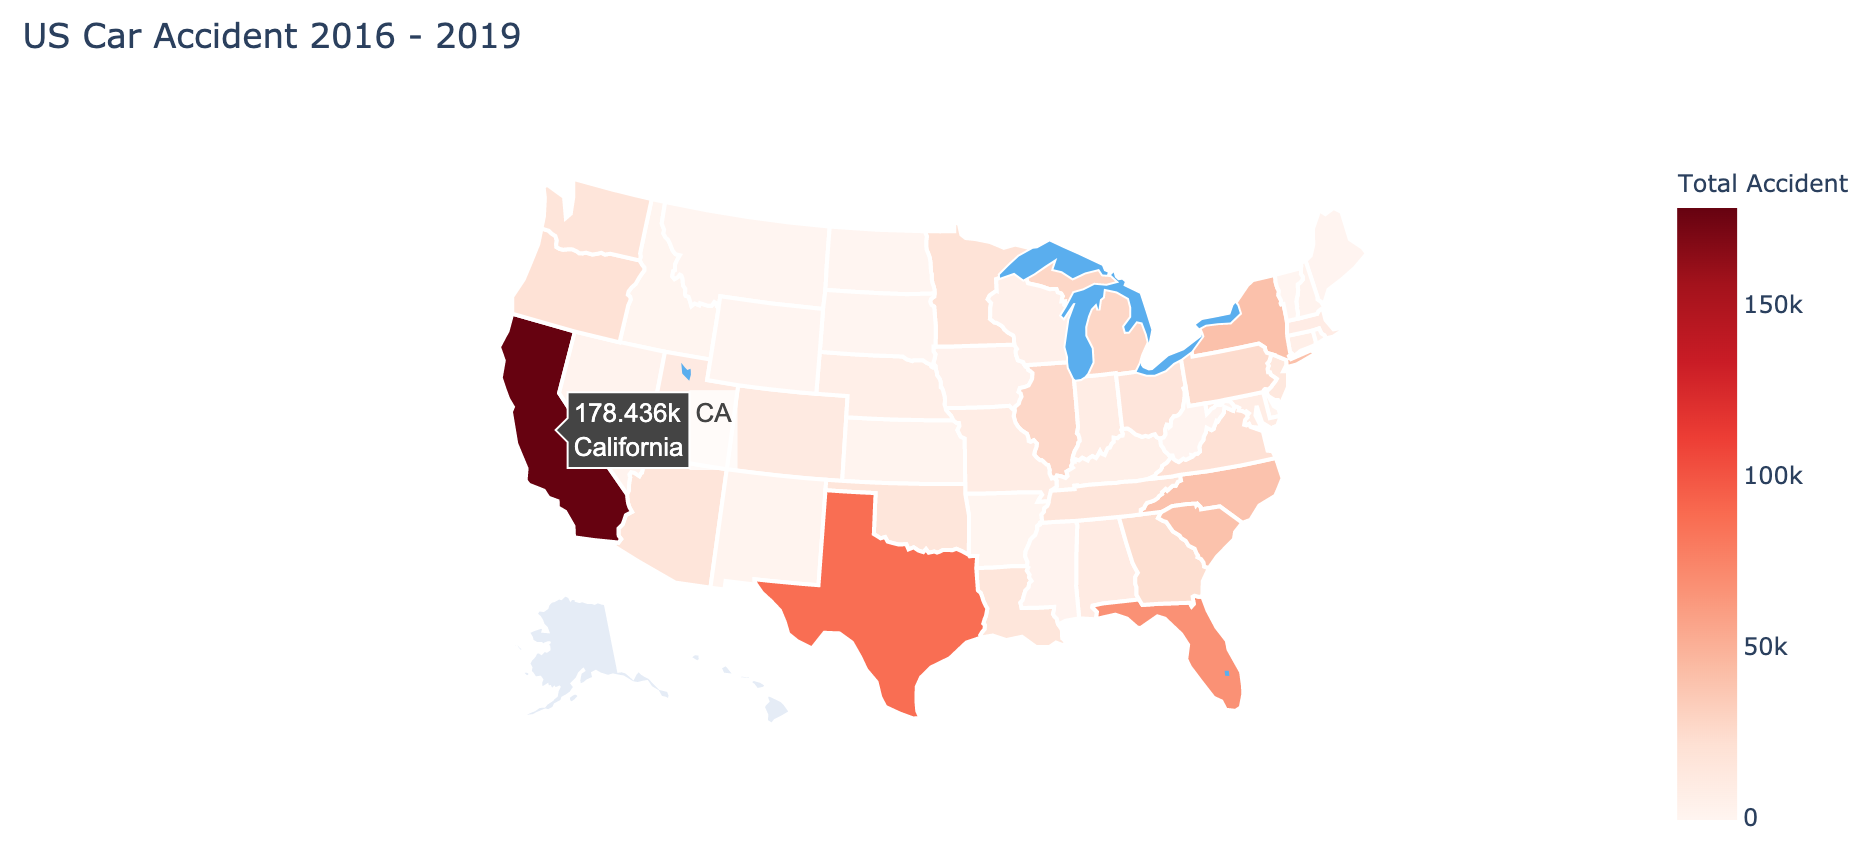 US Car Accident 2016 - 2019
Total Accident
150k
178.436k CA
California
100k
50k
0